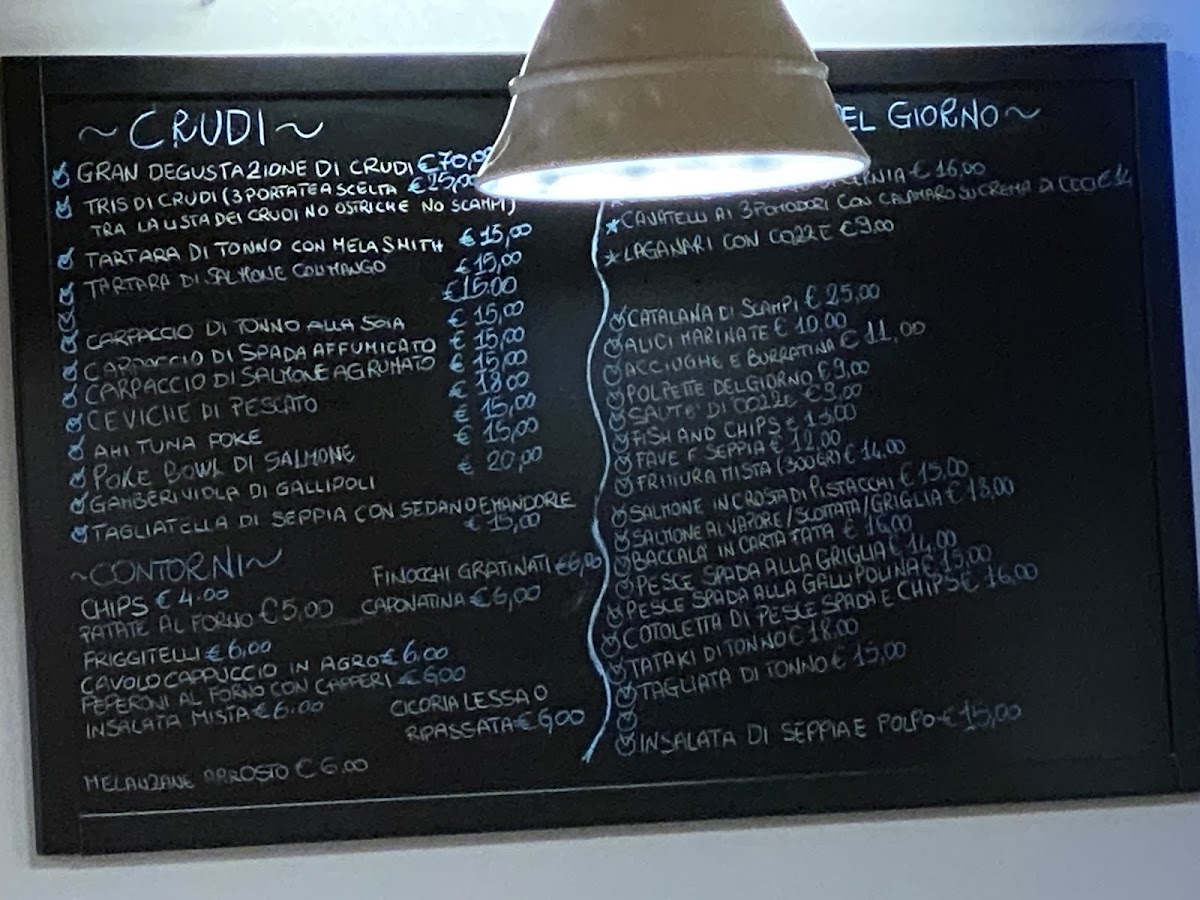 ~CRUDI~
GRAN DEGUSTAZIONE DI CRUDI €70,00
TRIS DI CRUDI (3 PORTATE A SCELTA €25,00
TRA LA LISTA DEI CRUDI NO OSTRICHE NO SCAMPI)
TARTARA DI TONNO CON MELA SMITH €15,00
TARTARA DI SALMONE CON MANGO €15,00
€15,00
CARPACCIO DI TONNO ALLA SOIA €15,00
CARPACCIO DI SPADA AFFUMICATO €15,00
CARPACCIO DI SALMONE AGRUMATO €15,00
CEVICHE DI PESCATO €18,00
AHI TUNA POKE €15,00
POKE BOWL DI SALMONE €15,00
GAMBERI VIOLA DI GALLIPOLI €20,00
TAGLIATELLA DI SEPPIA CON SEDANO E MANDORLE
€15,00
~CONTORNI~
CHIPS €4.00
PATATE AL FORNO €5,00
FRIGGITELLI €6,00
CAVOLO CAPPUCCIO IN AGRO €6.00
PEPERONI AL FORNO CON CAPPERI €6,00
INSALATA MISTA €6.00
MELANZANE ARROSTO €6.00
FINOCCHI GRATINATI €6,00
CAPONATINA €6,00
CICORIA LESSA O
RIPASSATA €6,00
EL GIORNO~
€16,00
*CAVATELLI AI 3 POMODORI CON CALAMARO SU CREMA DI CECI €14
*LAGANARI CON COZZE €9.00
CATALANA DI SCAMPI €25,00
ALICI MARINATE €10.00
ACCIUGHE E BURRATINA €11,00
POLPETTE DEL GIORNO €9,00
SAUTE' DI COZZE €9,00
FISH AND CHIPS €13.00
FAVE E SEPPIA €12.00
FRITTURA MISTA (300GR) €14.00
SALMONE IN CROSTA DI PISTACCHI €15,00
SALMONE AL VAPORE/SCOTTATA/GRIGLIA €13,00
BACCALA' IN CARTA FATA €16,00
PESCE SPADA ALLA GRIGLIA €14.00
PESCE SPADA ALLA GALLIPOLINA €15,00
COTOLETTA DI PESCE SPADA E CHIPS €16,00
TATAKI DI TONNO €18.00
TAGLIATA DI TONNO €15,00
INSALATA DI SEPPIA E POLPO €15,00